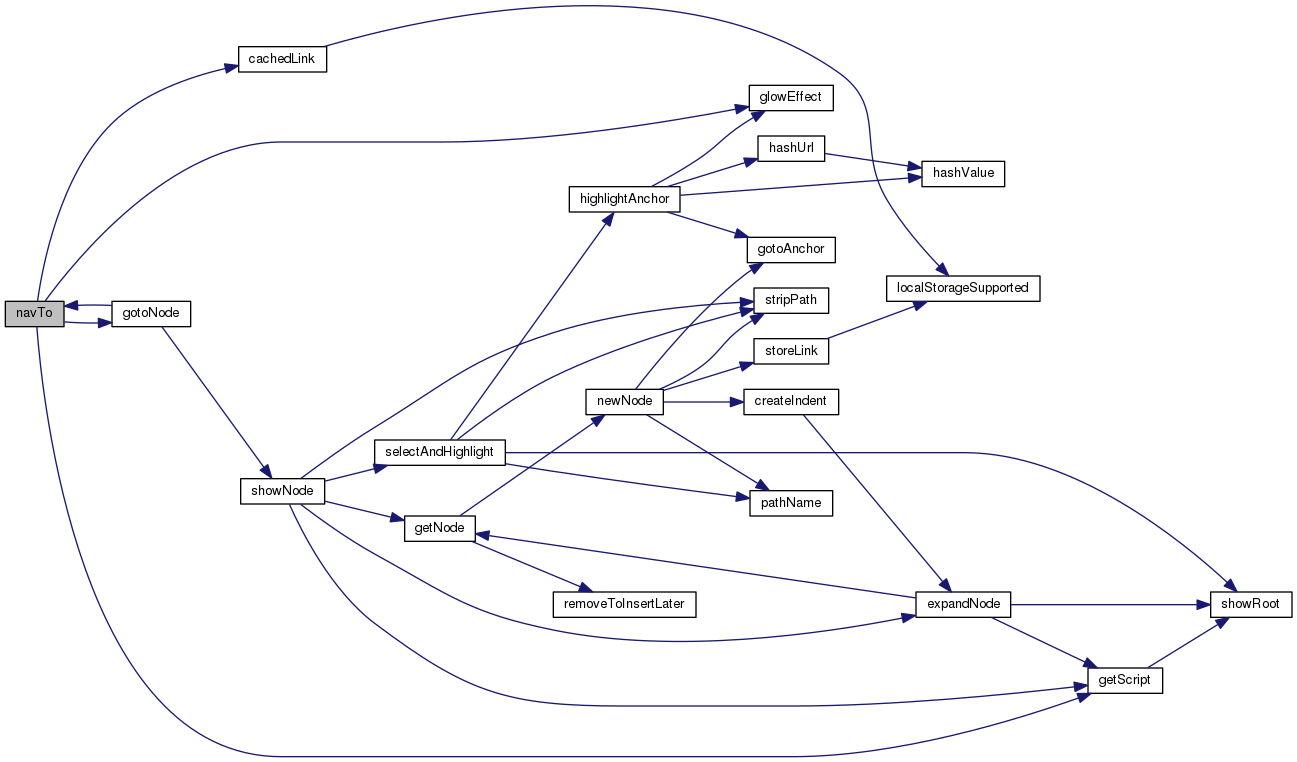 cachedLink
glowEffect
hashUrl
hashValue
highlightAnchor
gotoAnchor
localStorageSupported
navTo
gotoNode
stripPath
storeLink
newNode
createIndent
selectAndHighlight
showNode
pathName
getNode
removeToInsertLater
expandNode
showRoot
getScript